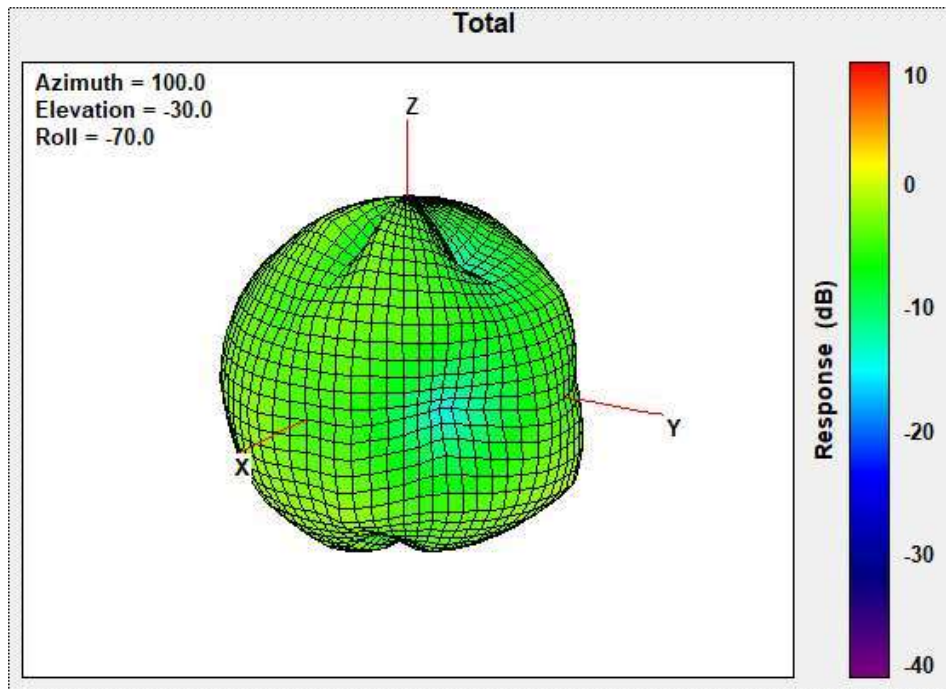 Total
Azimuth = 100.0
Elevation = -30.0
Roll = -70.0
Z
Y
X
10
0
-10
-20
-30
-40
Response (dB)